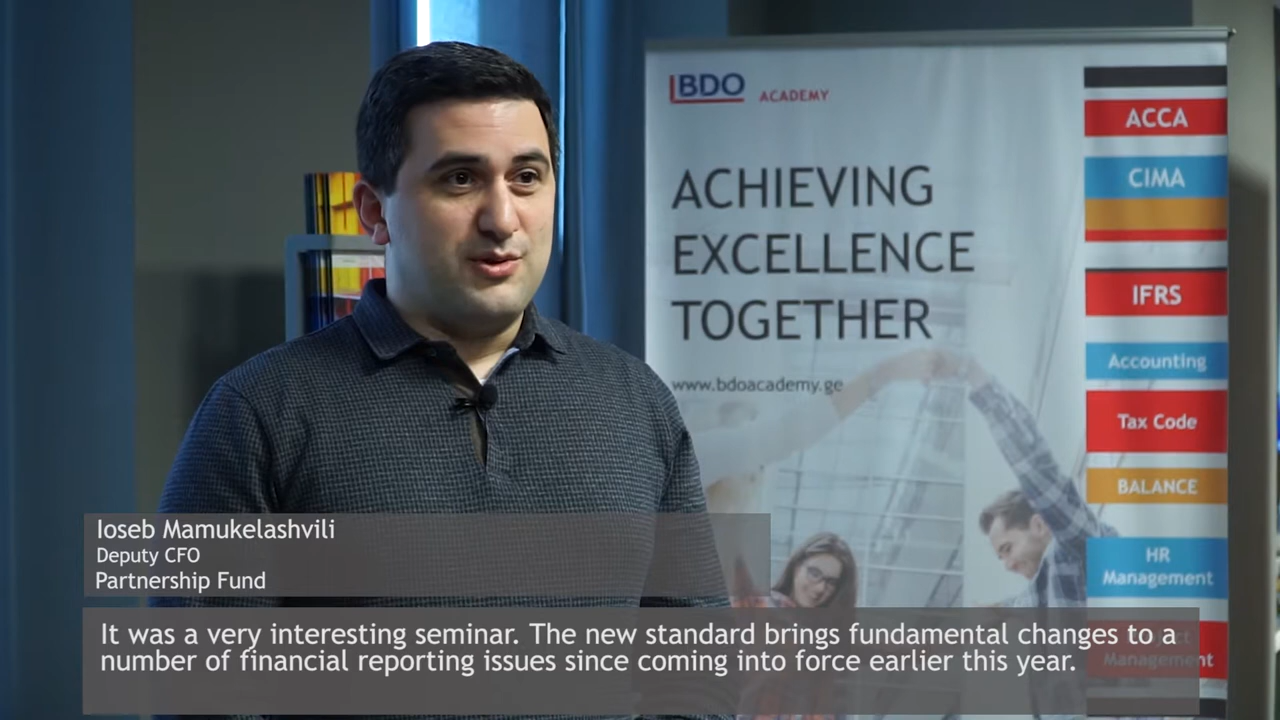 BDO ACADEMY
ACHIEVING
EXCELLENCE
TOGETHER
www.bdoacademy.ge
ACCA
CIMA
IFRS
Accounting
Tax Code
BALANCE
HR
Management
Management
Ioseb Mamukelashvili
Deputy CFO
Partnership Fund
It was a very interesting seminar. The new standard brings fundamental changes to a
number of financial reporting issues since coming into force earlier this year.